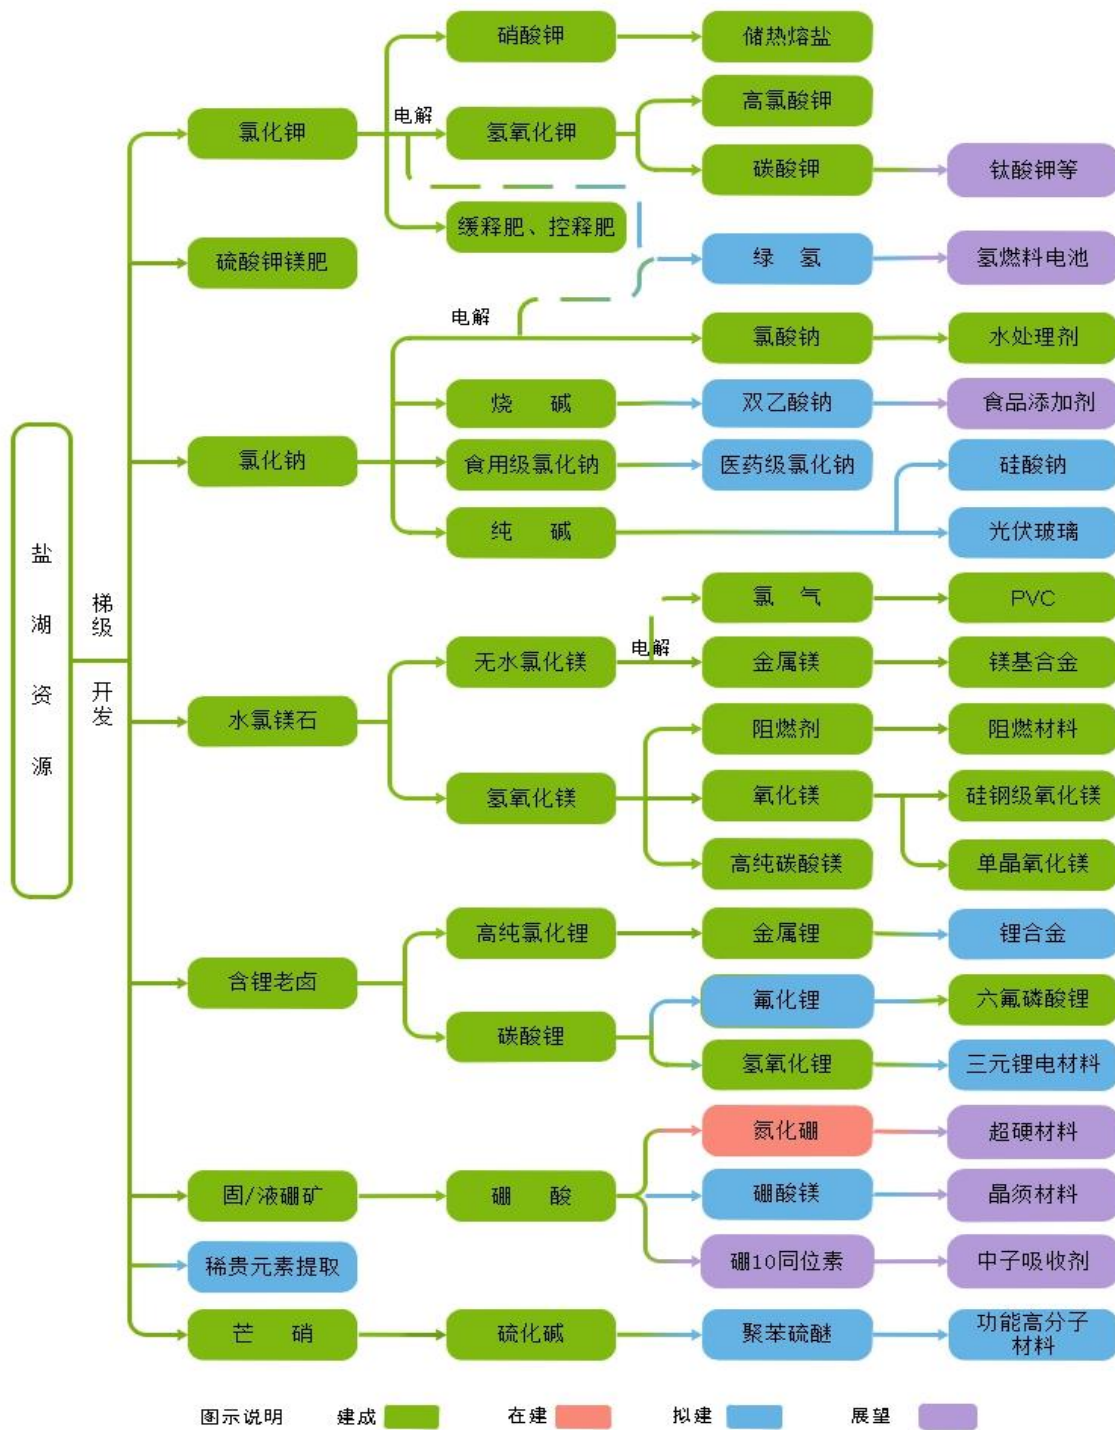 硝酸钾
储热熔盐
电解
高氯酸钾
氯化钾
氢氧化钾
碳酸钾
钛酸钾等
缓释肥、控释肥
硫酸钾镁肥
绿 氢
氢燃料电池
电解
氯酸钠
水处理剂
烧 碱
双乙酸钠
食品添加剂
氯化钠
食用级氯化钠
医药级氯化钠
硅酸钠
纯 碱
光伏玻璃
盐湖资源
梯级
开发
氯 气
PVC
无水氯化镁
电解
金属镁
镁基合金
水氯镁石
阻燃剂
阻燃材料
氢氧化镁
氧化镁
硅钢级氧化镁
高纯碳酸镁
单晶氧化镁
高纯氯化锂
金属锂
锂合金
含锂老卤
氟化锂
六氟磷酸锂
碳酸锂
氢氧化锂
三元锂电材料
氮化硼
超硬材料
固/液硼矿
硼 酸
硼酸镁
晶须材料
稀贵元素提取
硼10同位素
中子吸收剂
芒 硝
硫化碱
聚苯硫醚
功能高分子
材料
图示说明 建成 在建 拟建 展望